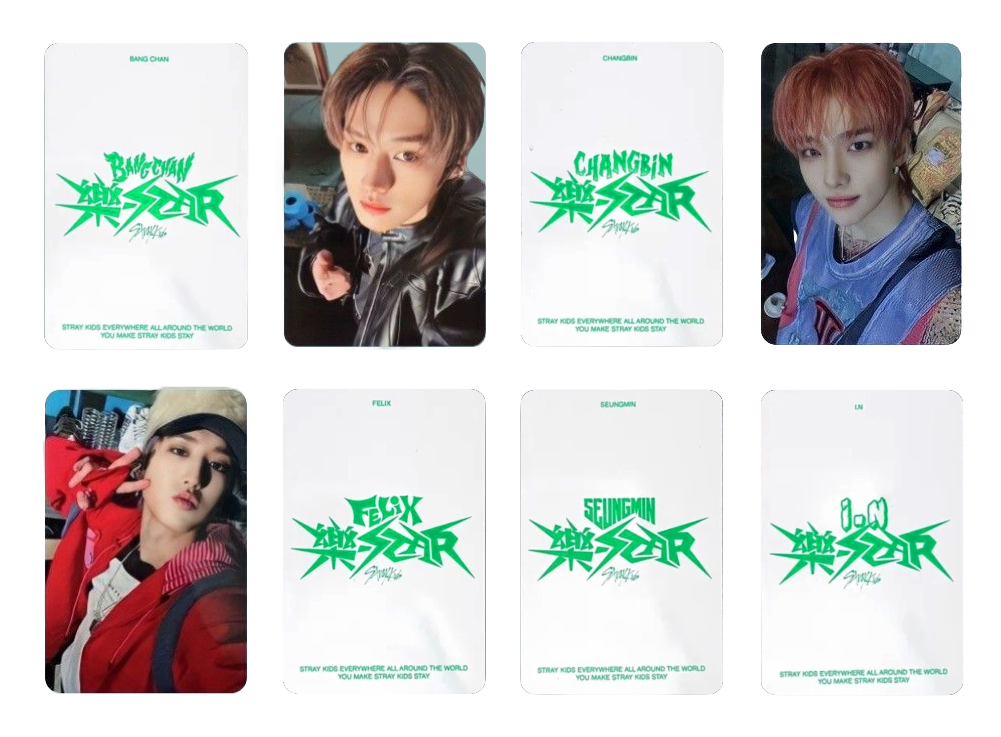 BANG CHAN
BANGCHAN
樂-STAR
Stray Kids
STRAY KIDS EVERYWHERE ALL AROUND THE WORLD
YOU MAKE STRAY KIDS STAY
CHANGBIN
CHANGBiN
樂-STAR
Stray Kids
STRAY KIDS EVERYWHERE ALL AROUND THE WORLD
YOU MAKE STRAY KIDS STAY
FELIX
FELiX
樂-STAR
Stray Kids
STRAY KIDS EVERYWHERE ALL AROUND THE WORLD
YOU MAKE STRAY KIDS STAY
SEUNGMIN
SEUNGMIN
樂-STAR
Stray Kids
STRAY KIDS EVERYWHERE ALL AROUND THE WORLD
YOU MAKE STRAY KIDS STAY
I.N
i.N
樂-STAR
Stray Kids
STRAY KIDS EVERYWHERE ALL AROUND THE WORLD
YOU MAKE STRAY KIDS STAY